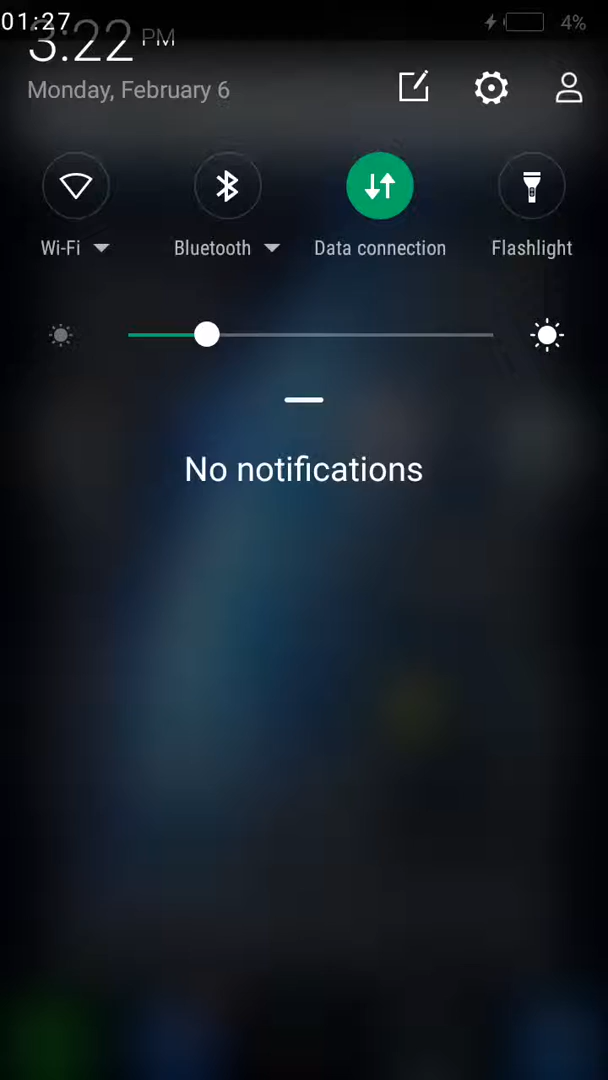 01:27
4%
3:22 PM
Monday, February 6
Wi-Fi
Bluetooth
Data connection
Flashlight
No notifications